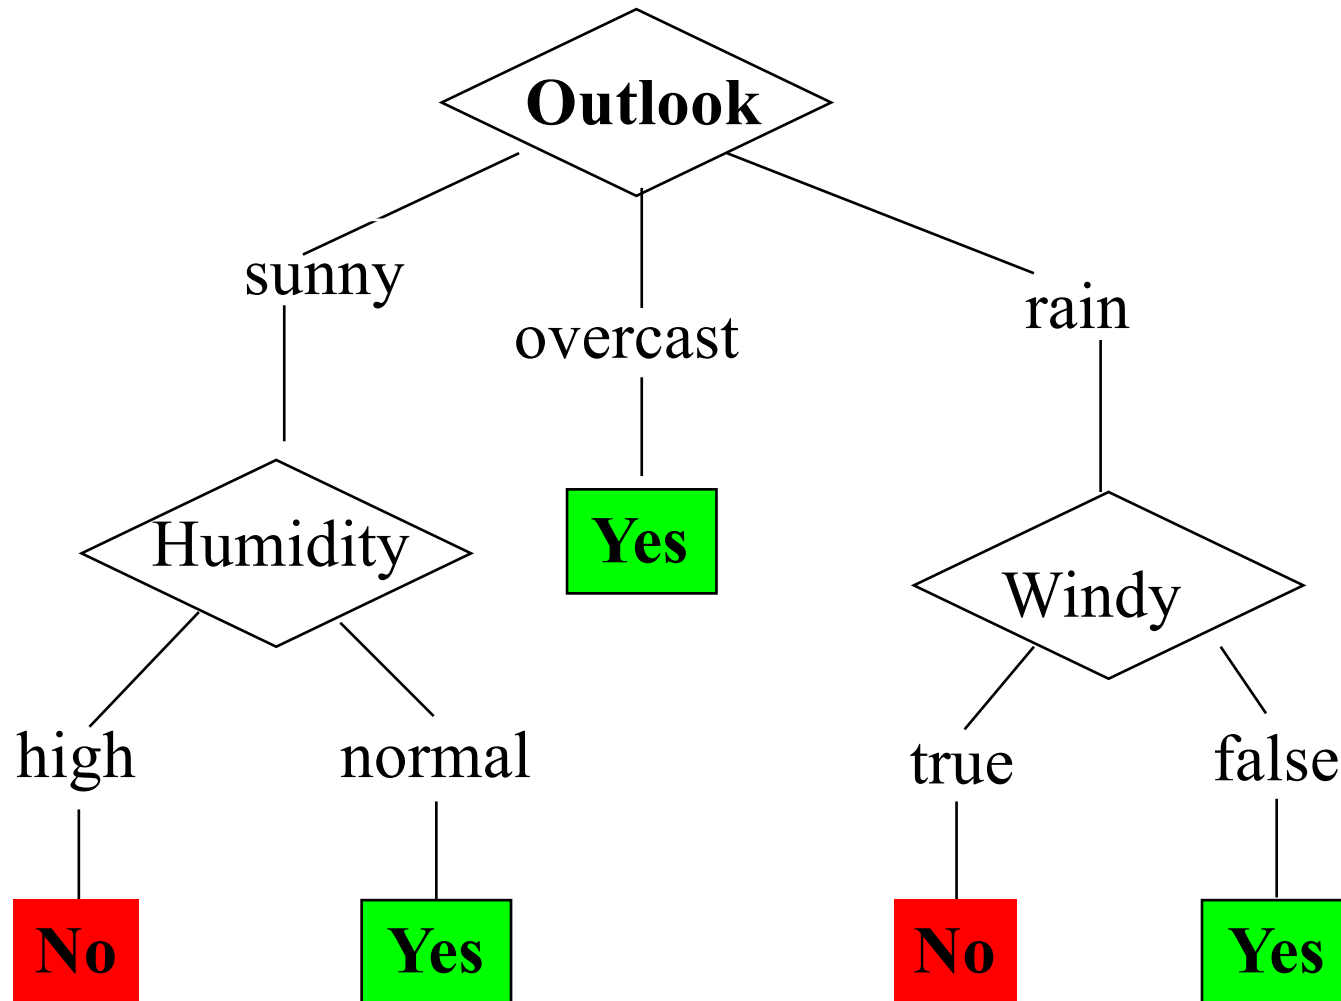 Outlook
sunny
overcast
rain
Humidity
Yes
Windy
high
normal
true
false
No
Yes
No
Yes